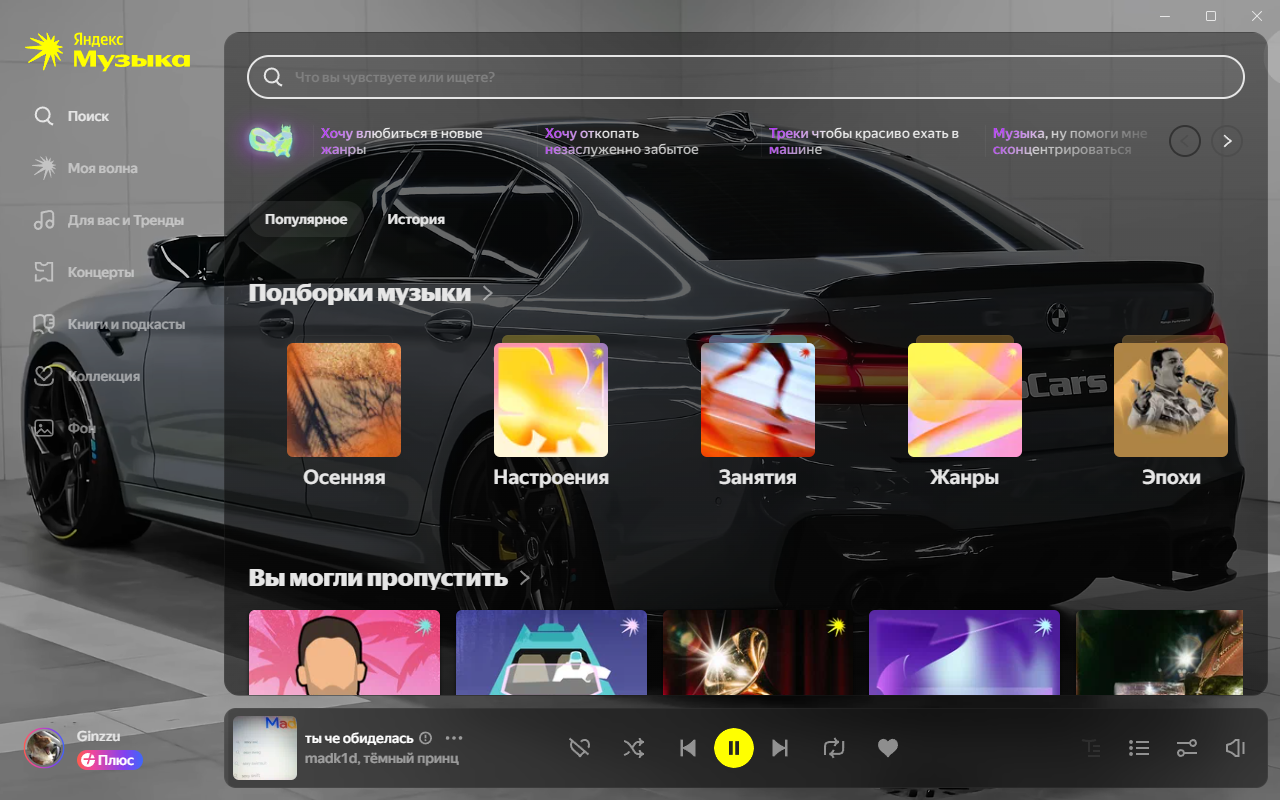 Яндекс
Музыка
Что вы чувствуете или ищете?
Поиск
Моя волна
Для вас и Тренды
Концерты
Книги и подкасты
Коллекция
Фон
Хочу влюбиться в новые
жанры
Хочу откопать
незаслуженно забытое
Треки чтобы красиво ехать в
машине
Музыка, ну помоги мне
сконцентрироваться
Популярное
История
Подборки музыки
Cars
Осенняя
Настроения
Занятия
Жанры
Эпохи
Вы могли пропустить
Ginzzu
Плюс
Mad
ты че обиделась
madk1d, тёмный принц